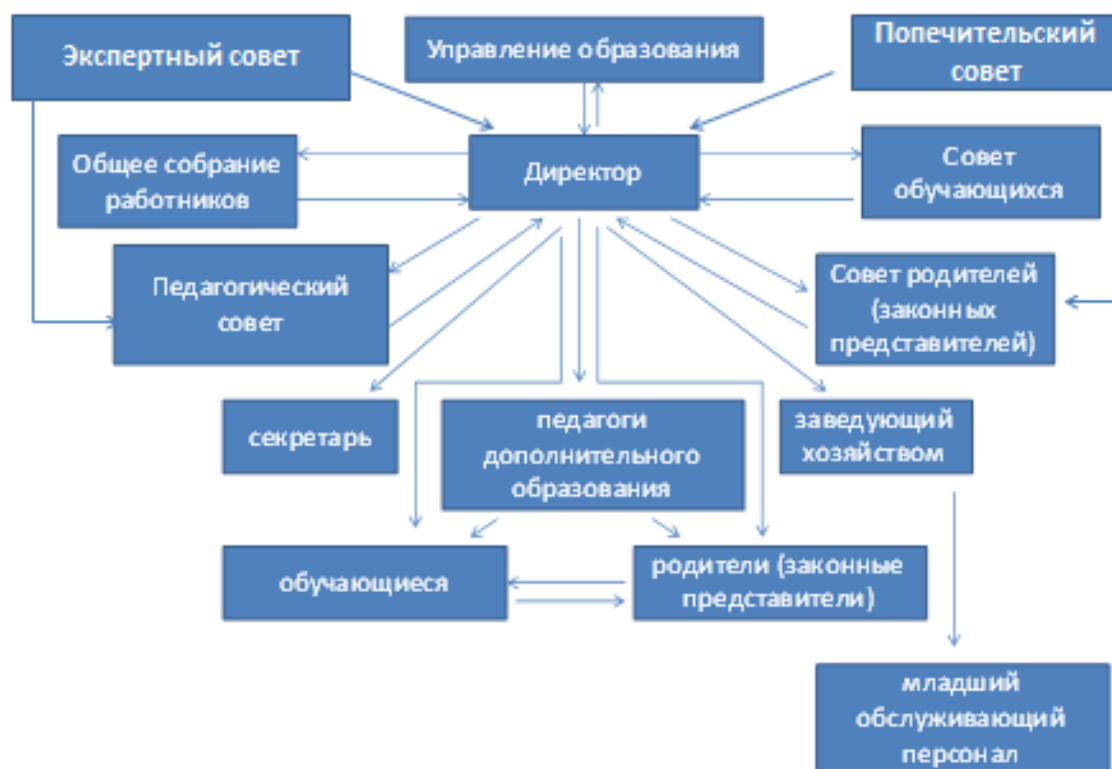 Экспертный совет
Управление образования
Попечительский
совет
Общее собрание
работников
Директор
Совет
обучающихся
Педагогический
совет
Совет родителей
(законных
представителей)
секретарь
педагоги
дополнительного
образования
заведующий
хозяйством
обучающиеся
родители (законные
представители)
младший
обслуживающий
персонал